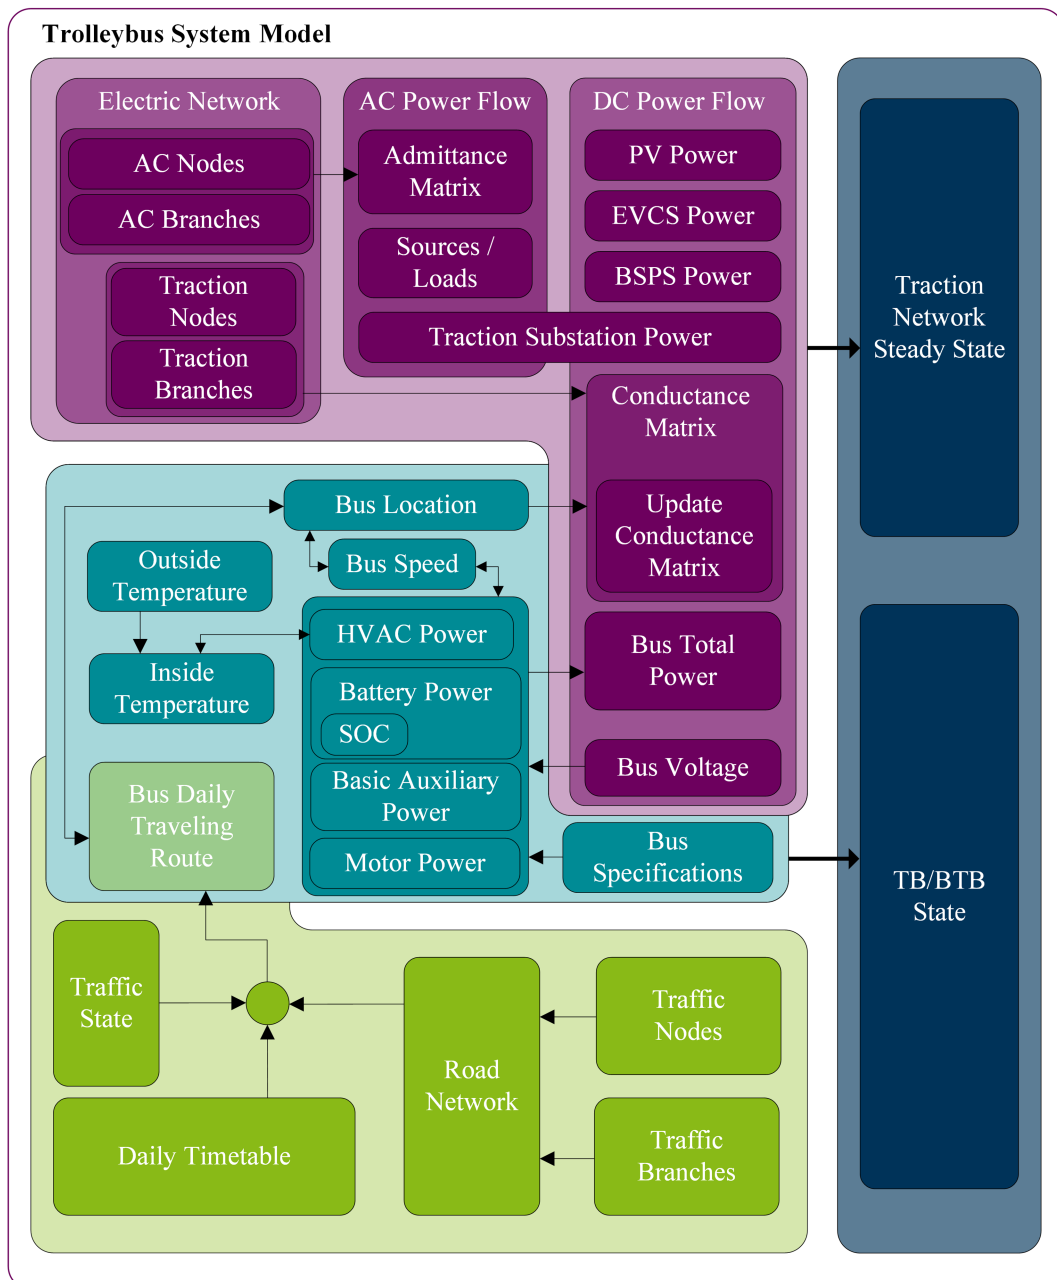 Trolleybus System Model
Electric Network
AC Nodes
AC Branches
Traction
Nodes
Traction
Branches
AC Power Flow
Admittance
Matrix
Sources /
Loads
Traction Substation Power
DC Power Flow
PV Power
EVCS Power
BSPS Power
Conductance
Matrix
Update
Conductance
Matrix
Bus Total
Power
Bus Voltage
Traction
Network
Steady State
Bus Location
Bus Speed
Outside
Temperature
Inside
Temperature
HVAC Power
Battery Power
SOC
Basic Auxiliary
Power
Motor Power
Bus
Specifications
Bus Daily
Traveling
Route
TB/BTB
State
Traffic
State
Daily Timetable
Road
Network
Traffic
Nodes
Traffic
Branches